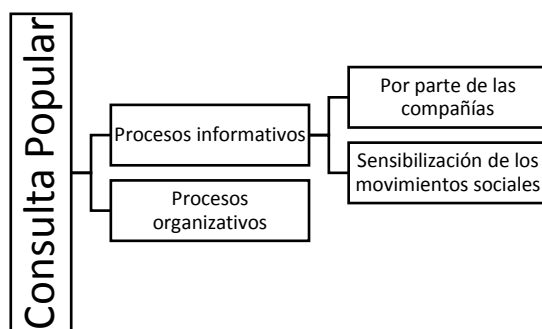 Consulta Popular
Procesos informativos
Por parte de las
compañías
Sensibilización de los
movimientos sociales
Procesos
organizativos